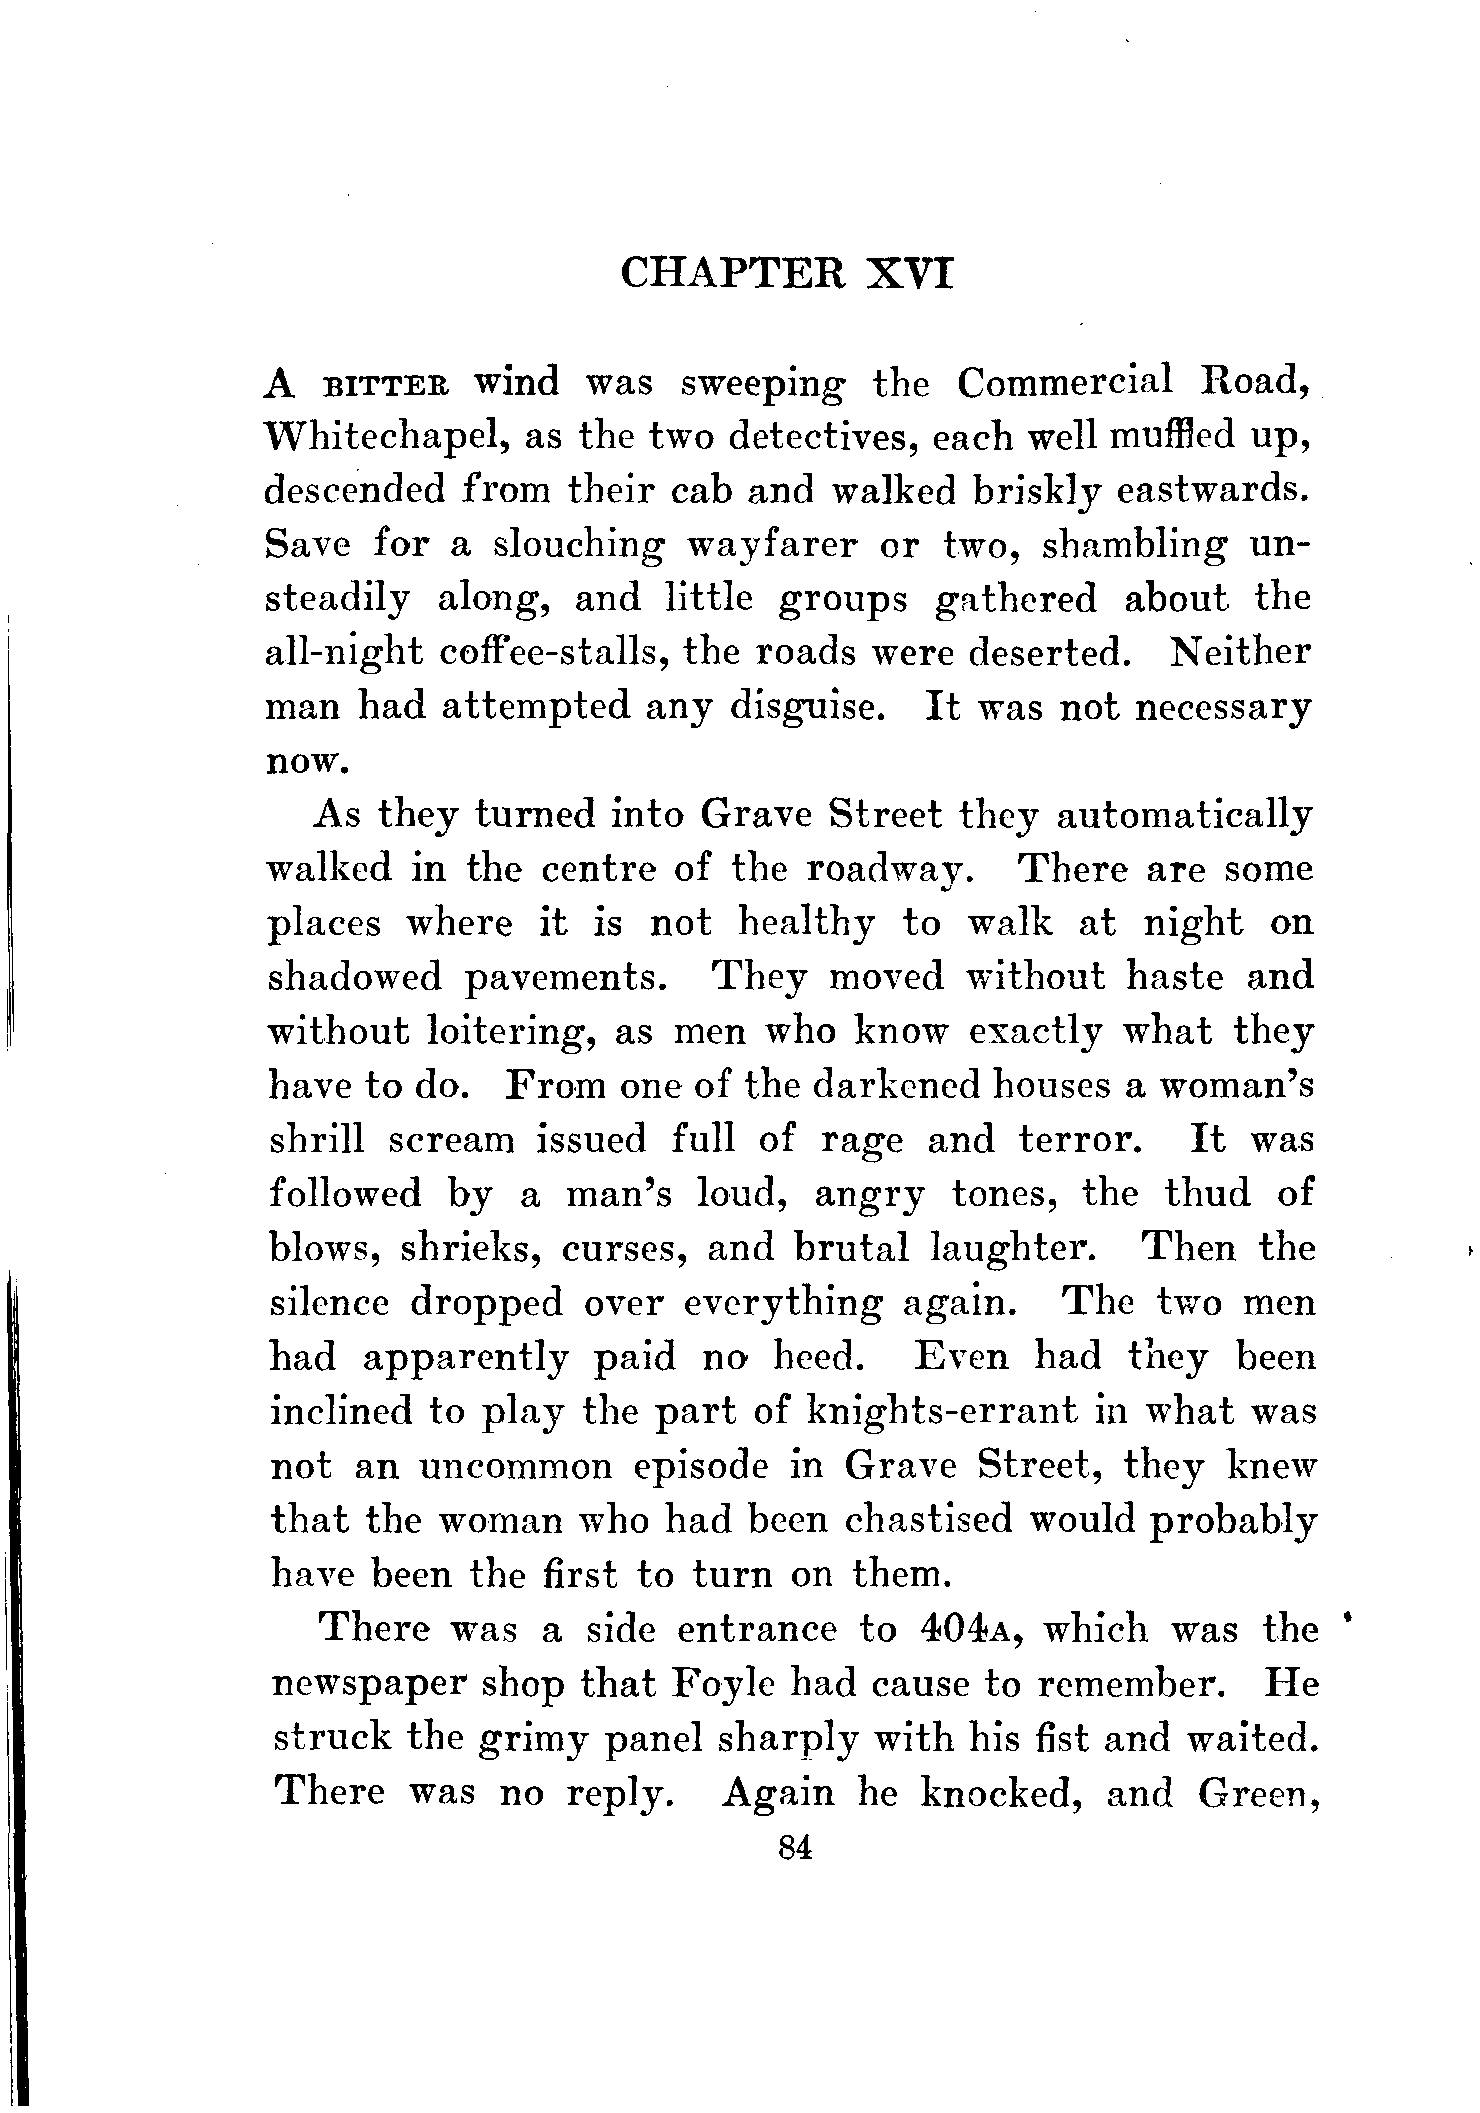 CHAPTER XVI
A BITTER wind was sweeping the Commercial Road,
Whitechapel, as the two detectives, each well muffled up,
descended from their cab and walked briskly eastwards.
Save for a slouching wayfarer or two, shambling un-
steadily along, and little groups gathered about the
all-night coffee-stalls, the roads were deserted. Neither
man had attempted any disguise. It was not necessary
now.
As they turned into Grave Street they automatically
walked in the centre of the roadway. There are some
places where it is not healthy to walk at night on
shadowed pavements. They moved without haste and
without loitering, as men who know exactly what they
have to do. From one of the darkened houses a woman's
shrill scream issued full of rage and terror. It was
followed by a man's loud, angry tones, the thud of
blows, shrieks, curses, and brutal laughter. Then the
silence dropped over everything again. The two men
had apparently paid no heed. Even had they been
inclined to play the part of knights-errant in what was
not an uncommon episode in Grave Street, they knew
that the woman who had been chastised would probably
have been the first to turn on them.
There was a side entrance to 404A, which was the
newspaper shop that Foyle had cause to remember. He
struck the grimy panel sharply with his fist and waited.
There was no reply. Again he knocked, and Green,
84